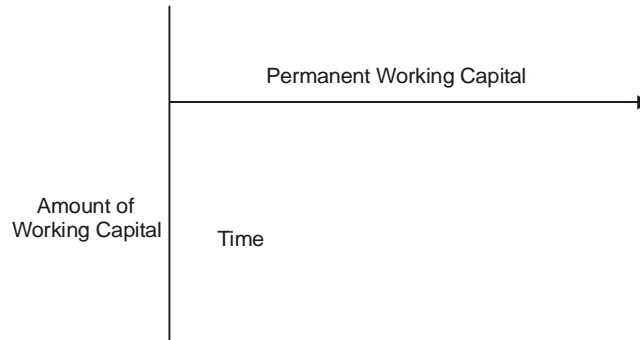 Permanent Working Capital
Amount of
Working Capital
Time